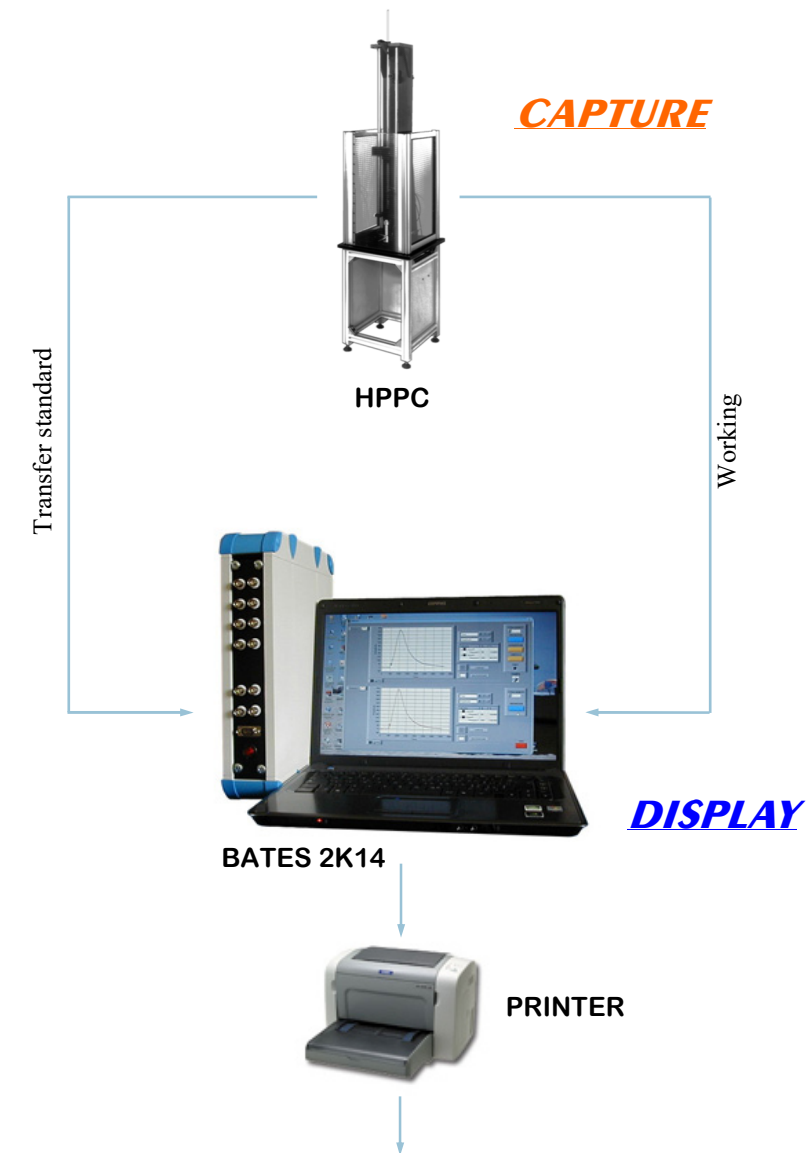 CAPTURE
HPPC
Transfer standard
Working
DISPLAY
BATES 2K14
PRINTER